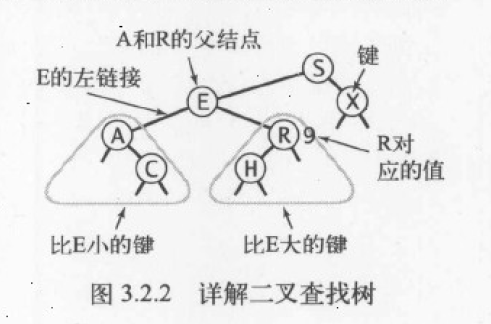 A和R的父结点
S
键
E的左链接
E
X
A
R
9
R对
应的值
C
H
比E小的键
比E大的键
图 3.2.2 详解二叉查找树